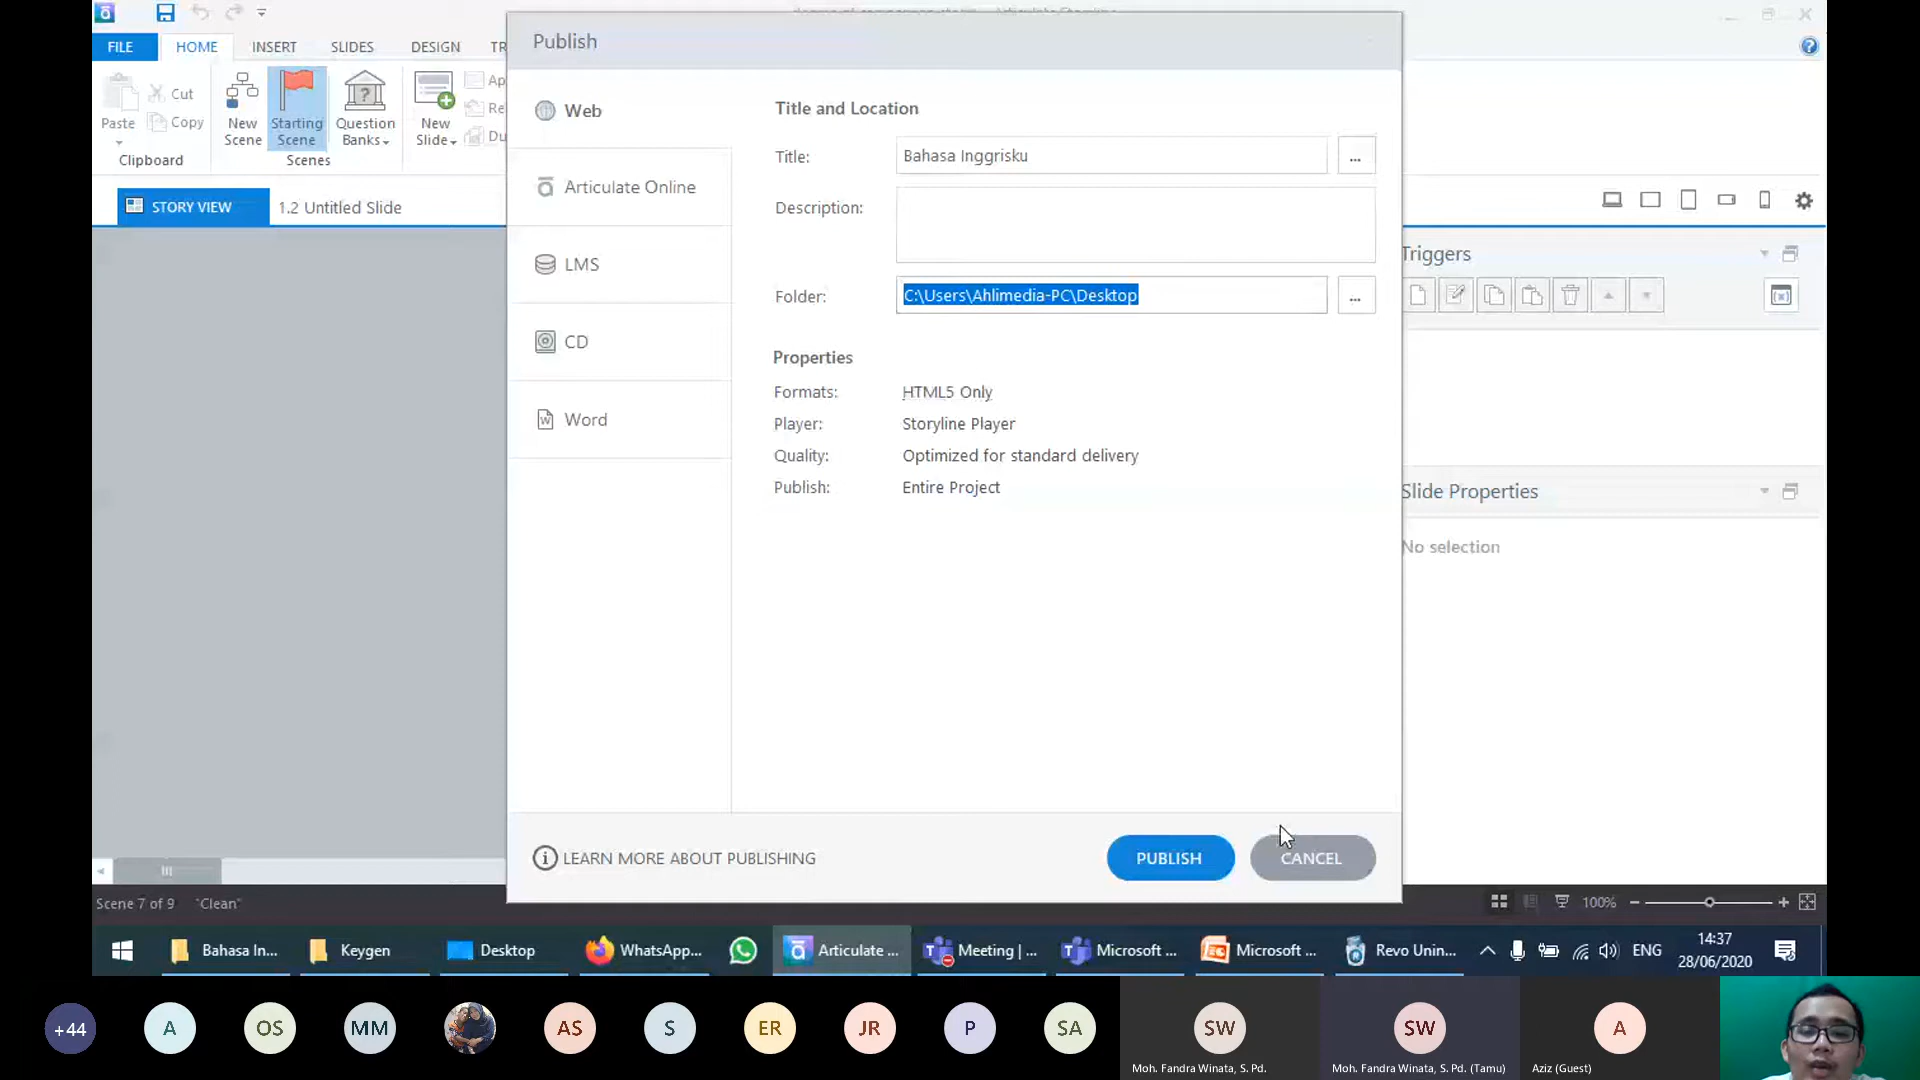 FILE
HOME
INSERT
SLIDES
DESIGN
TR
Paste
Cut
Copy
Clipboard
New Scene
Starting Scene
Question Banks
Scenes
New Slide
Ap
Re
Du
STORY VIEW
1.2 Untitled Slide
Publish
Web
Articulate Online
LMS
CD
Word
Title and Location
Title:
Bahasa Inggrisku
...
Description:
Folder:
C:\Users\Ahlimedia-PC\Desktop
...
Properties
Formats:
HTML5 Only
Player:
Storyline Player
Quality:
Optimized for standard delivery
Publish:
Entire Project
LEARN MORE ABOUT PUBLISHING
PUBLISH
CANCEL
Triggers
Slide Properties
No selection
Scene 7 of 9
"Clean"
100%
Bahasa In...
Keygen
Desktop
WhatsApp...
Articulate ...
Meeting | ...
Microsoft ...
Microsoft ...
Revo Unin...
ENG
14:37
28/06/2020
+44
A
OS
MM
AS
S
ER
JR
P
SA
SW
Moh. Fandra Winata, S. Pd.
SW
Moh. Fandra Winata, S. Pd. (Tamu)
A
Aziz (Guest)